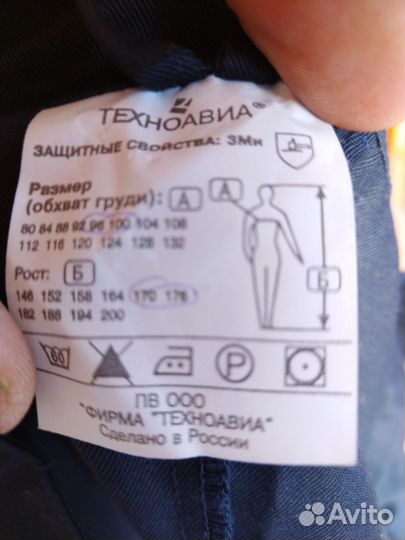 ТЕХНОАВИА®
ЗАЩИТНЫЕ СВОЙСТВА: ЗМи
Размер
(обхват груди): А
80 84 88 92 96 100 104 108
112 116 120 124 128 132
Рост: Б
146 152 158 164 170 176
182 188 194 200
А
Б
60
P
ПВ ООО
"ФИРМА "ТЕХНОАВИА"
Сделано в России
Avito